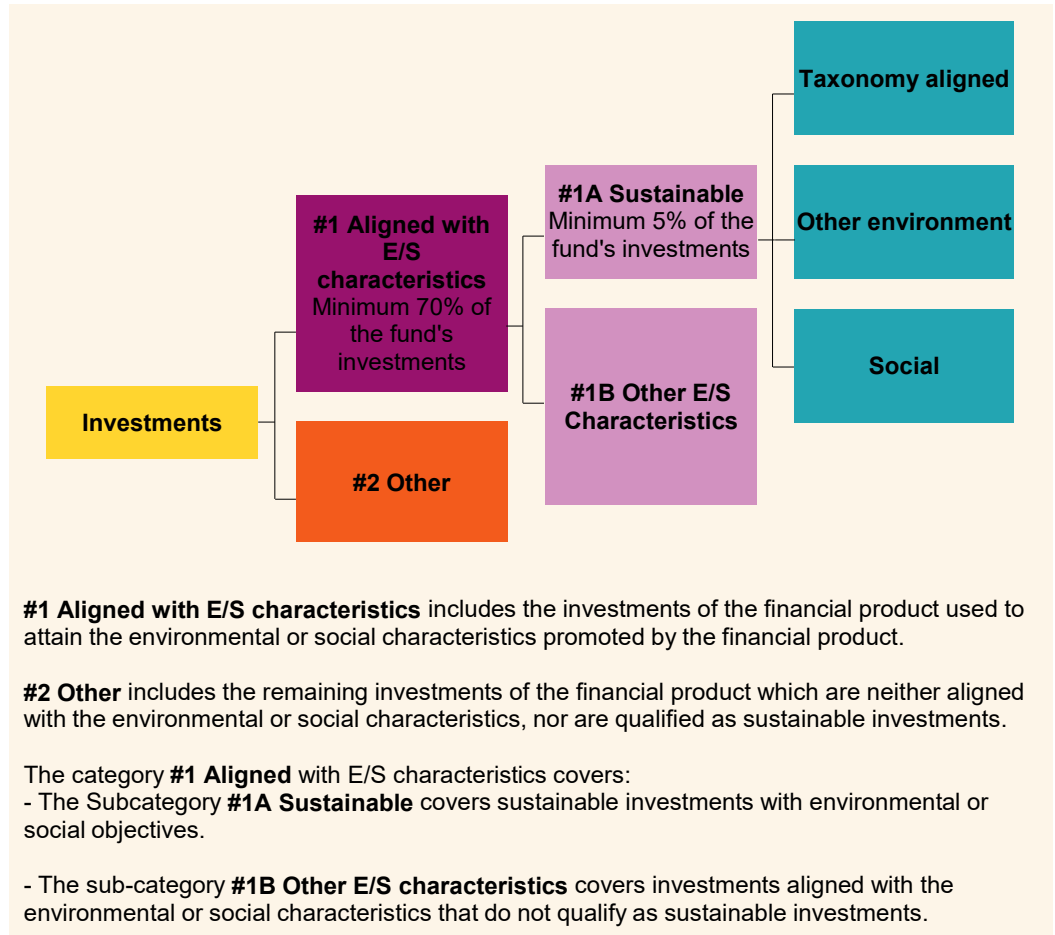 Taxonomy aligned
#1A Sustainable
Minimum 5% of the
fund's investments
Other environment
#1 Aligned with
E/S
characteristics
Minimum 70% of
the fund's
investments
Social
#1B Other E/S
Characteristics
Investments
#2 Other
#1 Aligned with E/S characteristics includes the investments of the financial product used to
attain the environmental or social characteristics promoted by the financial product.
#2 Other includes the remaining investments of the financial product which are neither aligned
with the environmental or social characteristics, nor are qualified as sustainable investments.
The category #1 Aligned with E/S characteristics covers:
- The Subcategory #1A Sustainable covers sustainable investments with environmental or
social objectives.
- The sub-category #1B Other E/S characteristics covers investments aligned with the
environmental or social characteristics that do not qualify as sustainable investments.